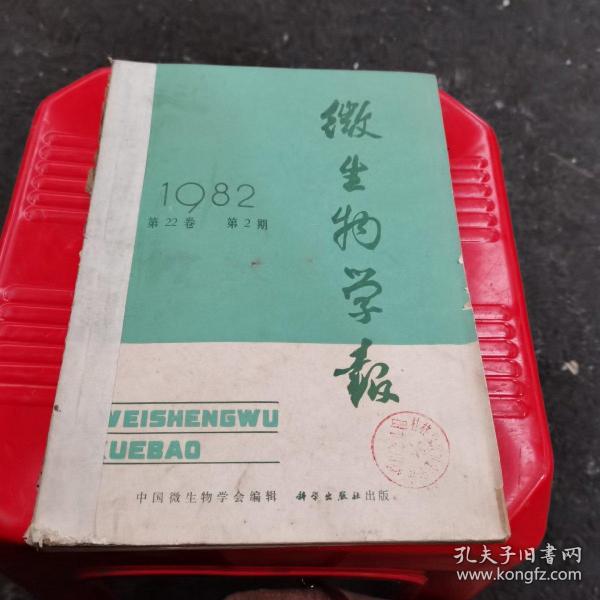 微生物学报
1982
第22卷 第2期
WEISHENGWU
XUEBAO
中国微生物学会编辑 科学出版社出版
孔夫子旧书网
www.kongfz.com